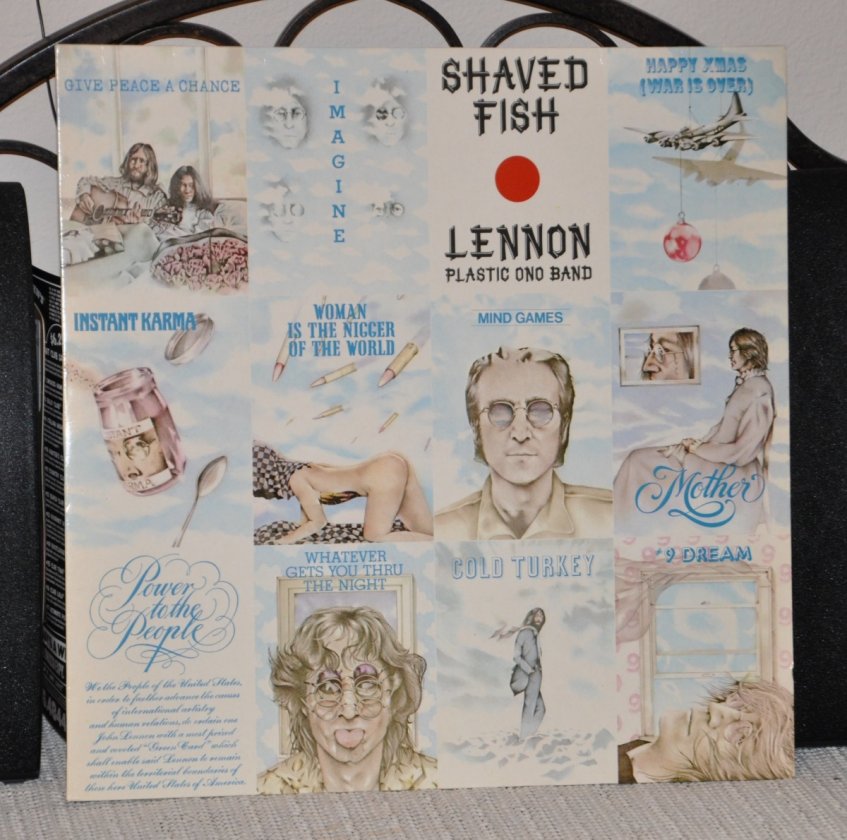 GIVE PEACE A CHANCE
I
M
A
G
I
N
E
SHAVED
FISH
LENNON
PLASTIC ONO BAND
HAPPY XMAS
(WAR IS OVER)
INSTANT KARMA
WOMAN
IS THE NIGGER
OF THE WORLD
MIND GAMES
Mother
Power
to the
People
We the People of the United States,
in order to further advance the causes
of international artistry
and human relations, do ordain one
John Lennon with a most prized
and coveted "Green Card" which
shall enable said Lennon to remain
within the territorial boundaries of
these here United States of America.
WHATEVER
GETS YOU THRU
THE NIGHT
COLD TURKEY
#9 DREAM